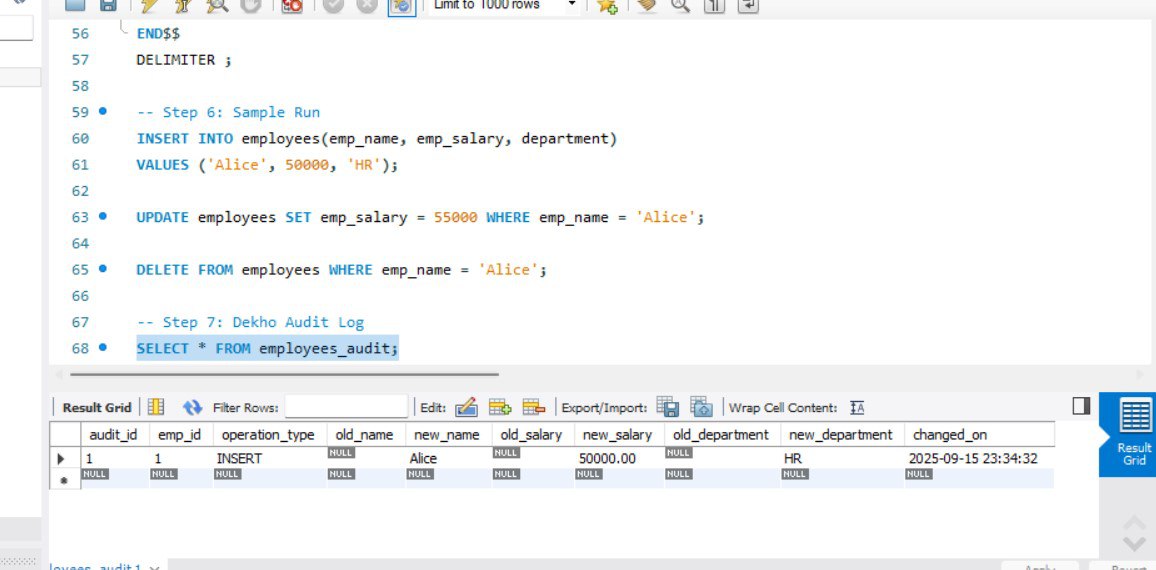 Limit to 1000 rows
56 END$$
57 DELIMITER ;
58
59 -- Step 6: Sample Run
60 INSERT INTO employees(emp_name, emp_salary, department)
61 VALUES ('Alice', 50000, 'HR');
62
63 UPDATE employees SET emp_salary = 55000 WHERE emp_name = 'Alice';
64
65 DELETE FROM employees WHERE emp_name = 'Alice';
66
67 -- Step 7: Dekho Audit Log
68 SELECT * FROM employees_audit;
Result Grid Filter Rows: Edit: Export/Import: Wrap Cell Content: IA
audit_id emp_id operation_type old_name new_name old_salary new_salary old_department new_department changed_on
1 1 INSERT NULL Alice NULL 50000.00 NULL HR 2025-09-15 23:34:32
NULL NULL NULL NULL NULL NULL NULL NULL NULL NULL
Result
Grid